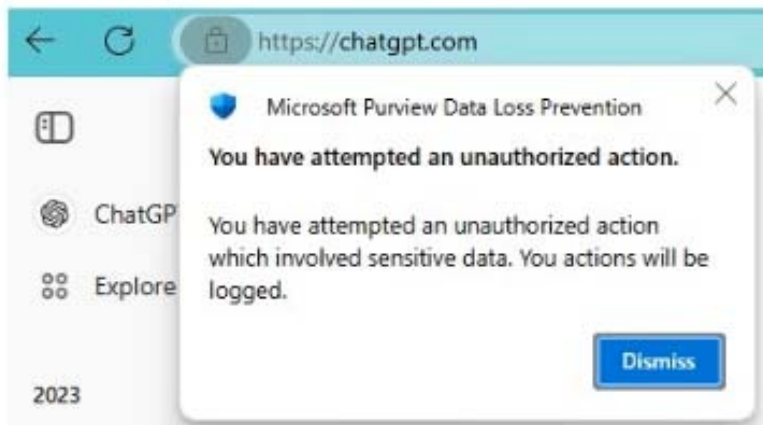 https://chatgpt.com
Microsoft Purview Data Loss Prevention
You have attempted an unauthorized action.
ChatGP
You have attempted an unauthorized action
which involved sensitive data. You actions will be
Explore
logged.
Dismiss
2023